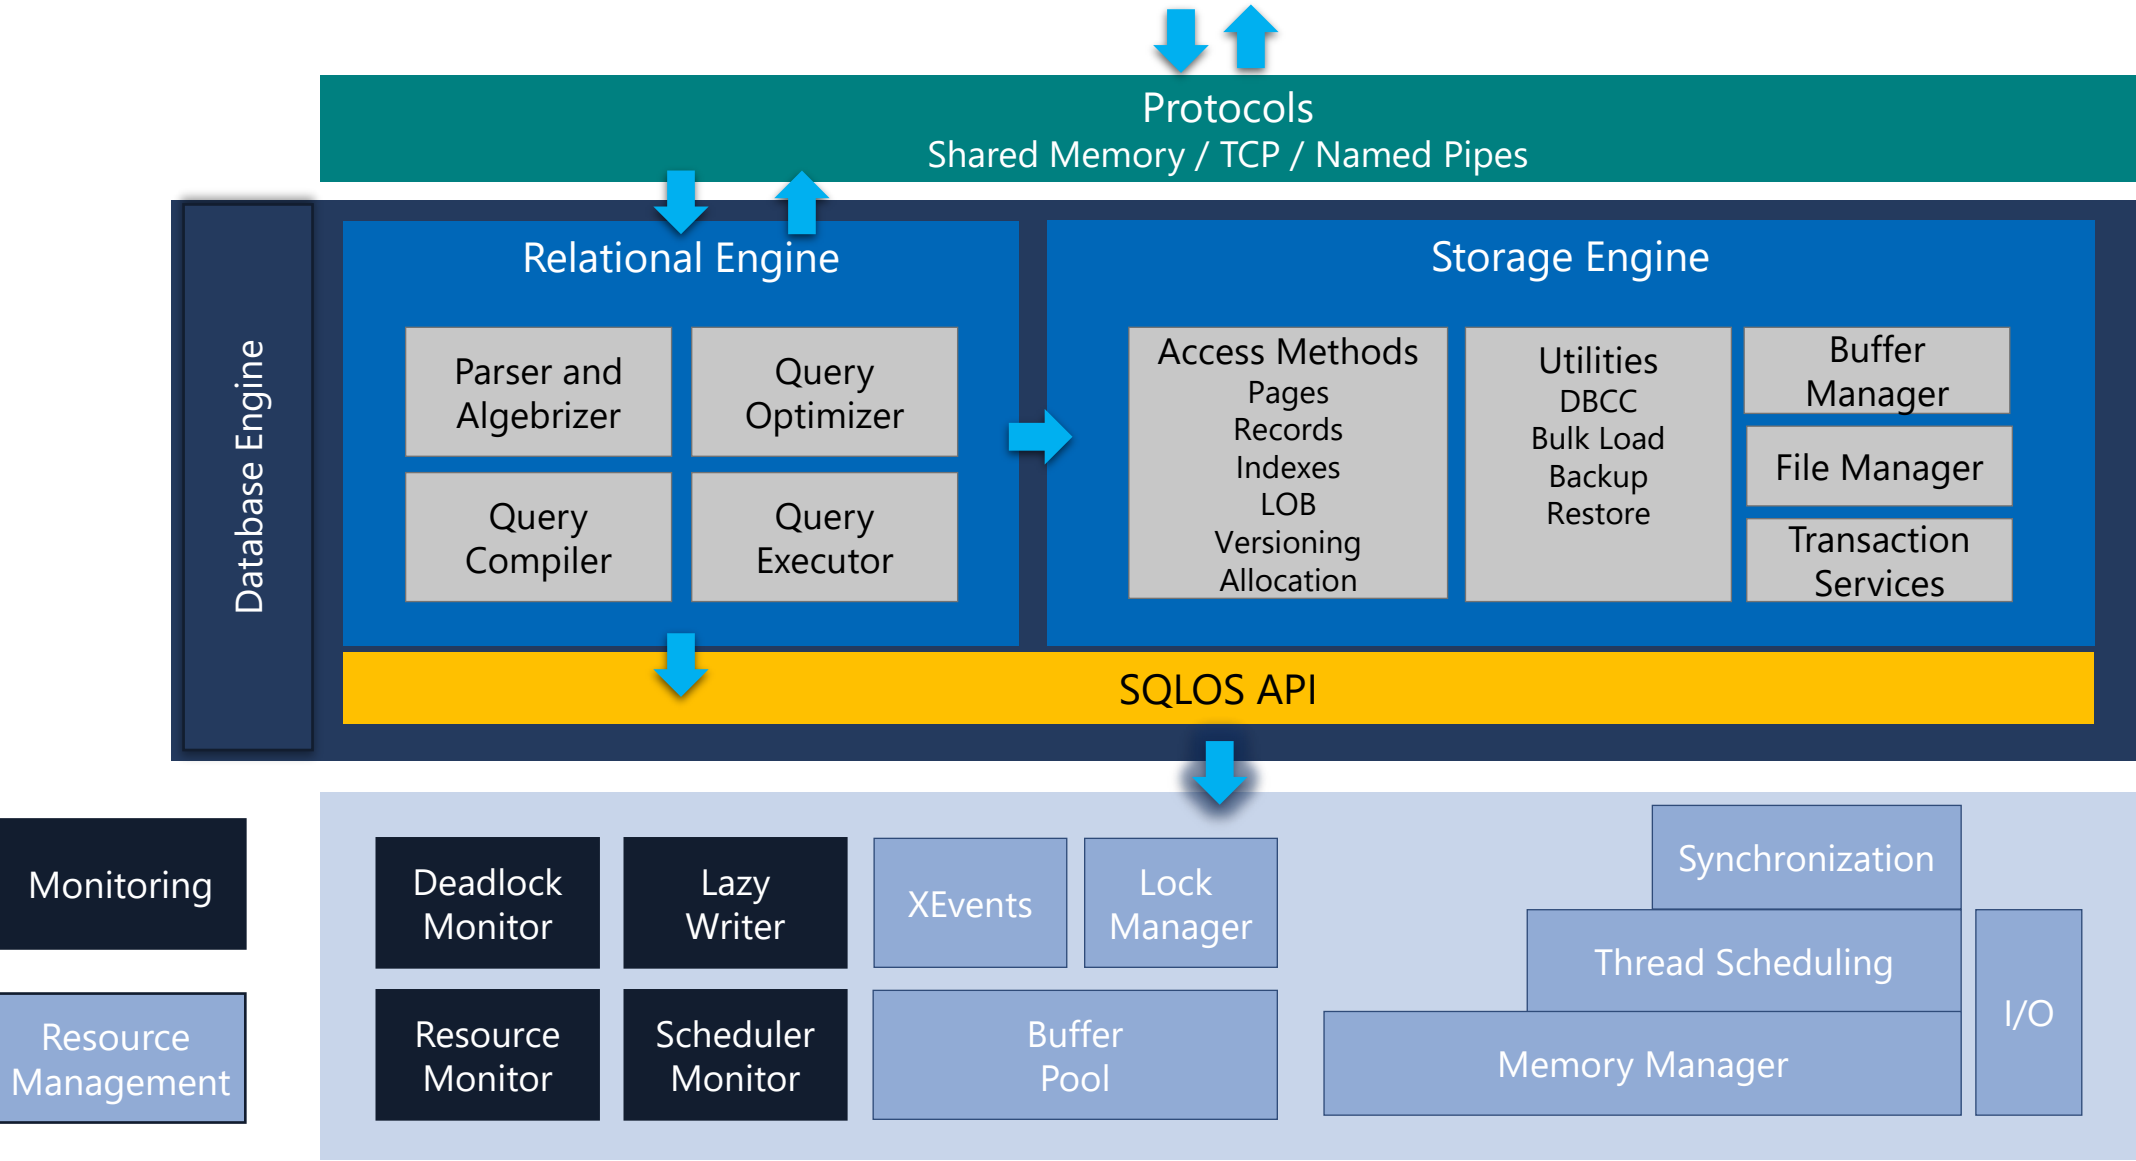 Protocols
Shared Memory / TCP / Named Pipes
Database Engine
Relational Engine
Parser and
Algebrizer
Query
Optimizer
Query
Compiler
Query
Executor
Storage Engine
Access Methods
Pages
Records
Indexes
LOB
Versioning
Allocation
Utilities
DBCC
Bulk Load
Backup
Restore
Buffer
Manager
File Manager
Transaction
Services
SQLOS API
Monitoring
Resource
Management
Deadlock
Monitor
Lazy
Writer
XEvents
Lock
Manager
Resource
Monitor
Scheduler
Monitor
Buffer
Pool
Synchronization
Thread Scheduling
Memory Manager
I/O